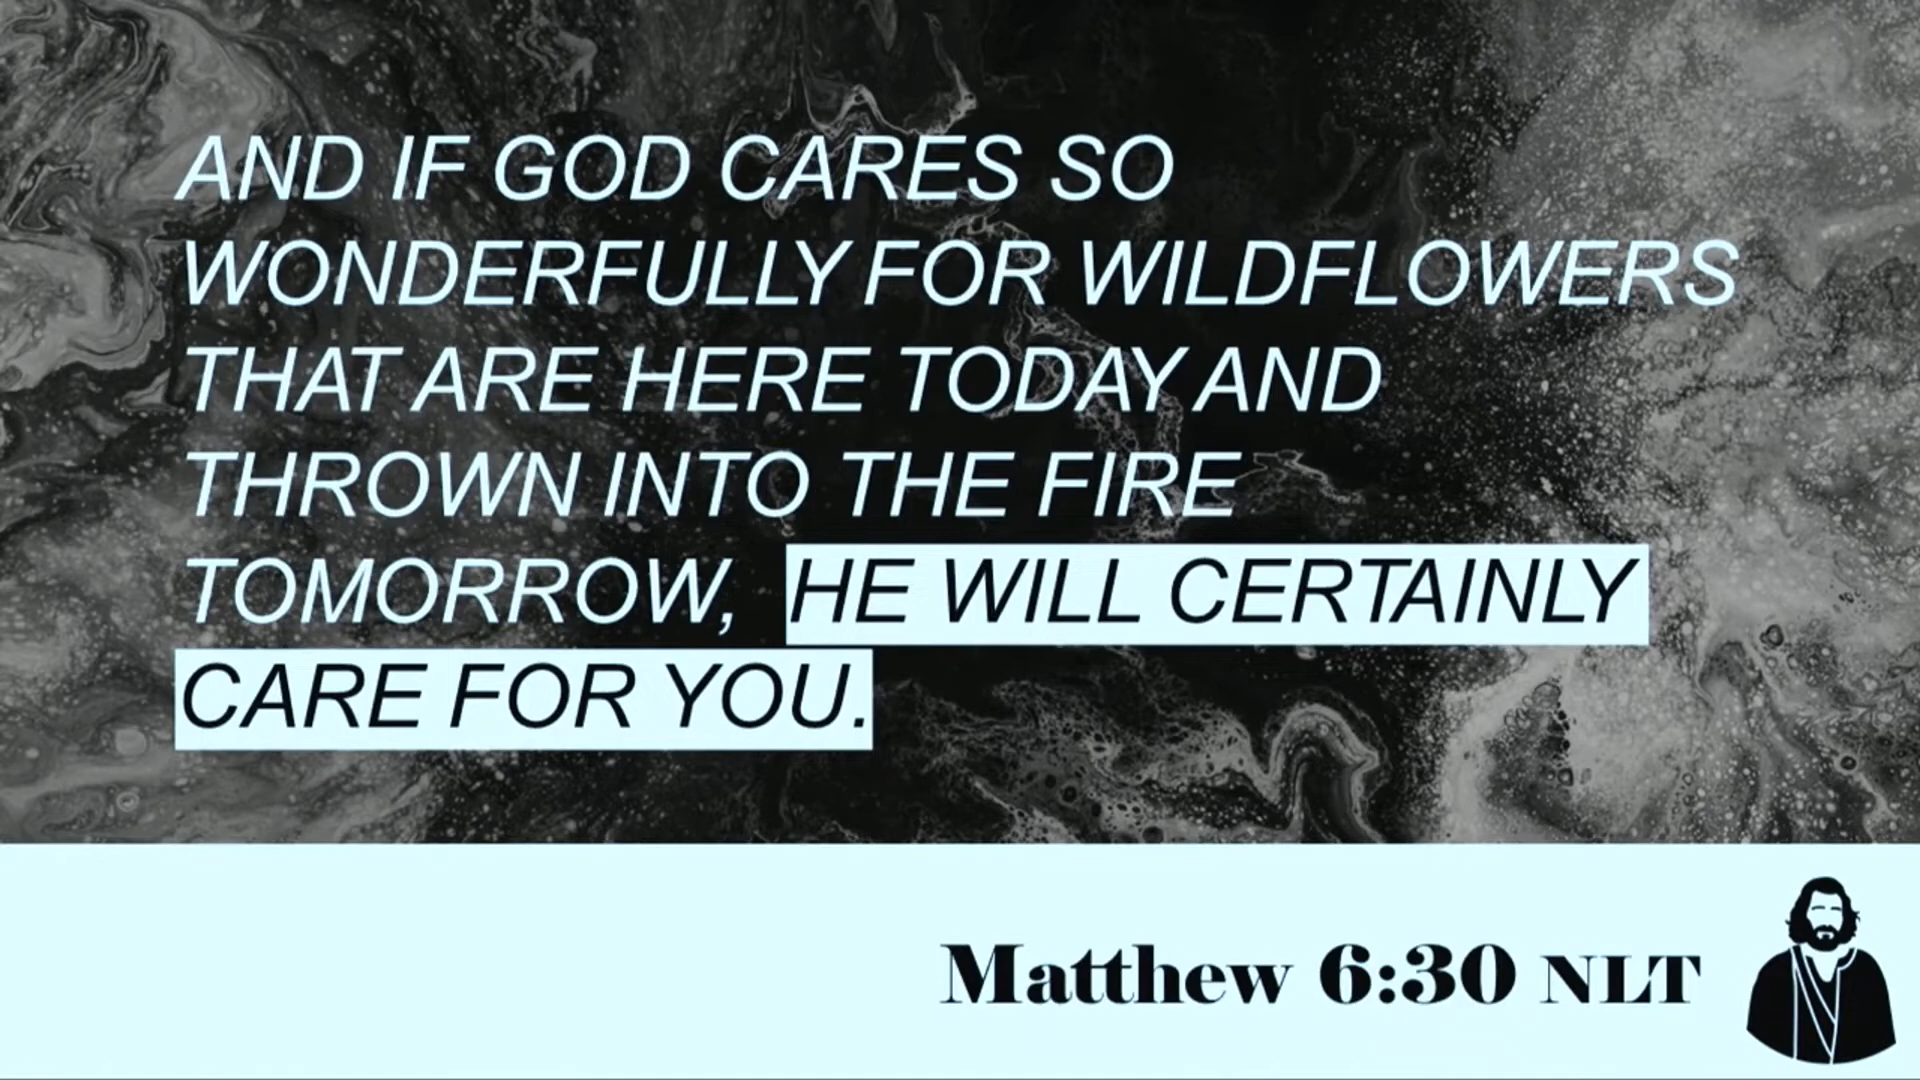 AND IF GOD CARES SO
WONDERFULLY FOR WILDFLOWERS
THAT ARE HERE TODAY AND
THROWN INTO THE FIRE
TOMORROW, HE WILL CERTAINLY
CARE FOR YOU.
Matthew 6:30 NLT